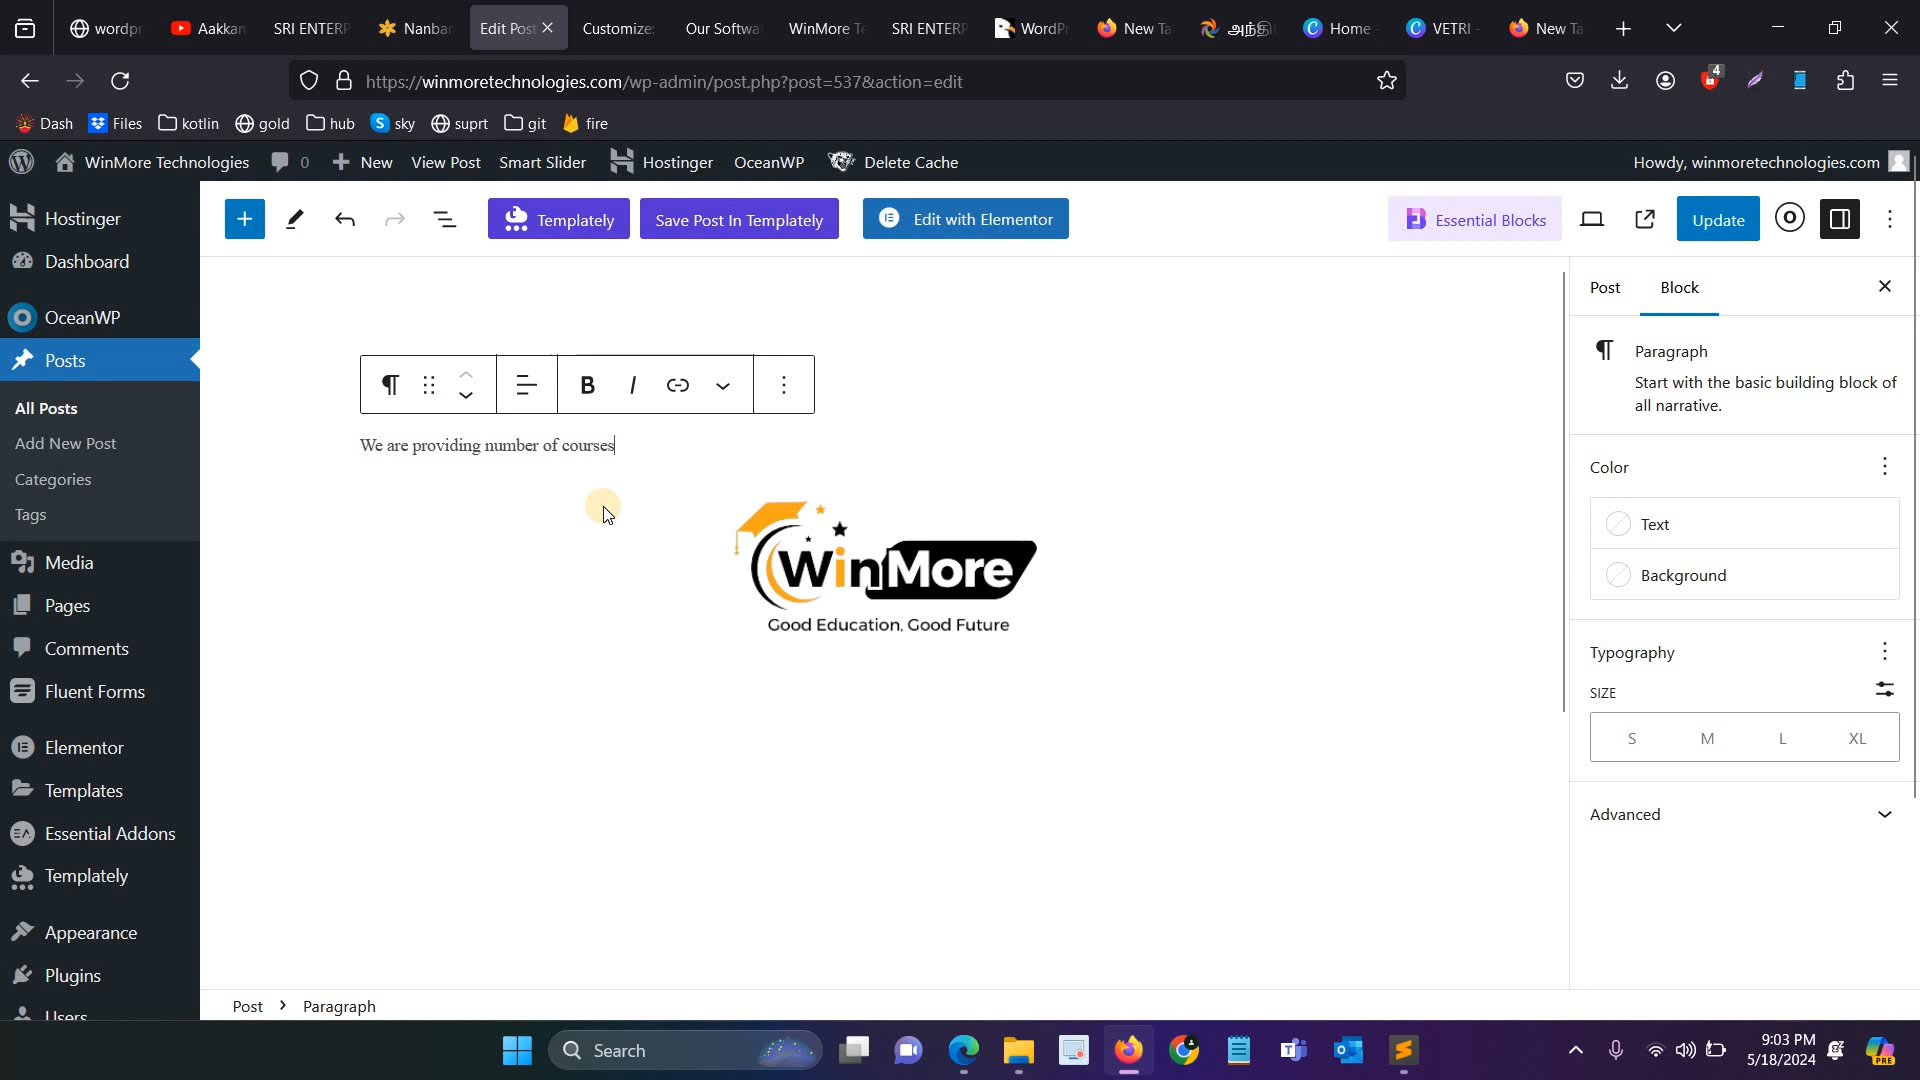 wordpr
Aakkan
SRI ENTERP
Nanban
Edit Post
Customize:
Our Softwa
WinMore Te
SRI ENTERP
WordPr
New Ta
Home
VETRI -
New Ta
https://winmoretechnologies.com/wp-admin/post.php?post=537&action=edit
4
Dash
Files
kotlin
gold
hub
sky
suprt
git
fire
WinMore Technologies
0
New
View Post
Smart Slider
Hostinger
OceanWP
Delete Cache
Howdy, winmoretechnologies.com
Hostinger
Dashboard
OceanWP
Posts
All Posts
Add New Post
Categories
Tags
Media
Pages
Comments
Fluent Forms
Elementor
Templates
Essential Addons
Templately
Appearance
Plugins
Users
Templately
Save Post In Templately
Edit with Elementor
Essential Blocks
Update
B
I
We are providing number of courses
WinMore
Good Education, Good Future
Post
Block
Paragraph
Start with the basic building block of
all narrative.
Color
Text
Background
Typography
SIZE
S
M
L
XL
Advanced
Post
Paragraph
Search
9:03 PM
5/18/2024
PRE